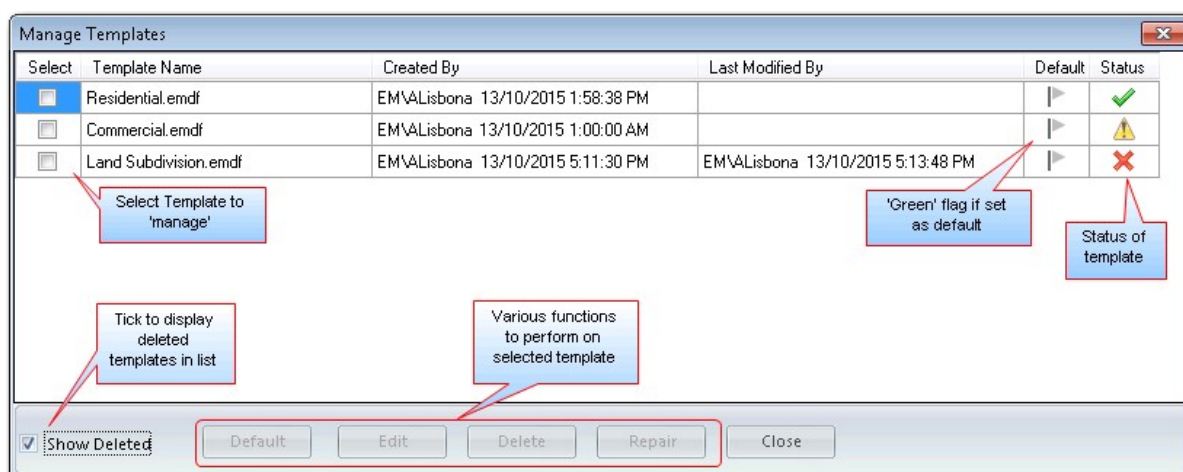 Manage Templates
Select Template Name Created By Last Modified By Default Status
Residential.emdf EM\ALisbona 13/10/2015 1:58:38 PM
Commercial.emdf EM\ALisbona 13/10/2015 1:00:00 AM
Land Subdivision.emdf EM\ALisbona 13/10/2015 5:11:30 PM EM\ALisbona 13/10/2015 5:13:48 PM
Select Template to
'manage'
'Green' flag if set
as default
Status of
template
Tick to display
deleted
templates in list
Various functions
to perform on
selected template
Show Deleted Default Edit Delete Repair Close